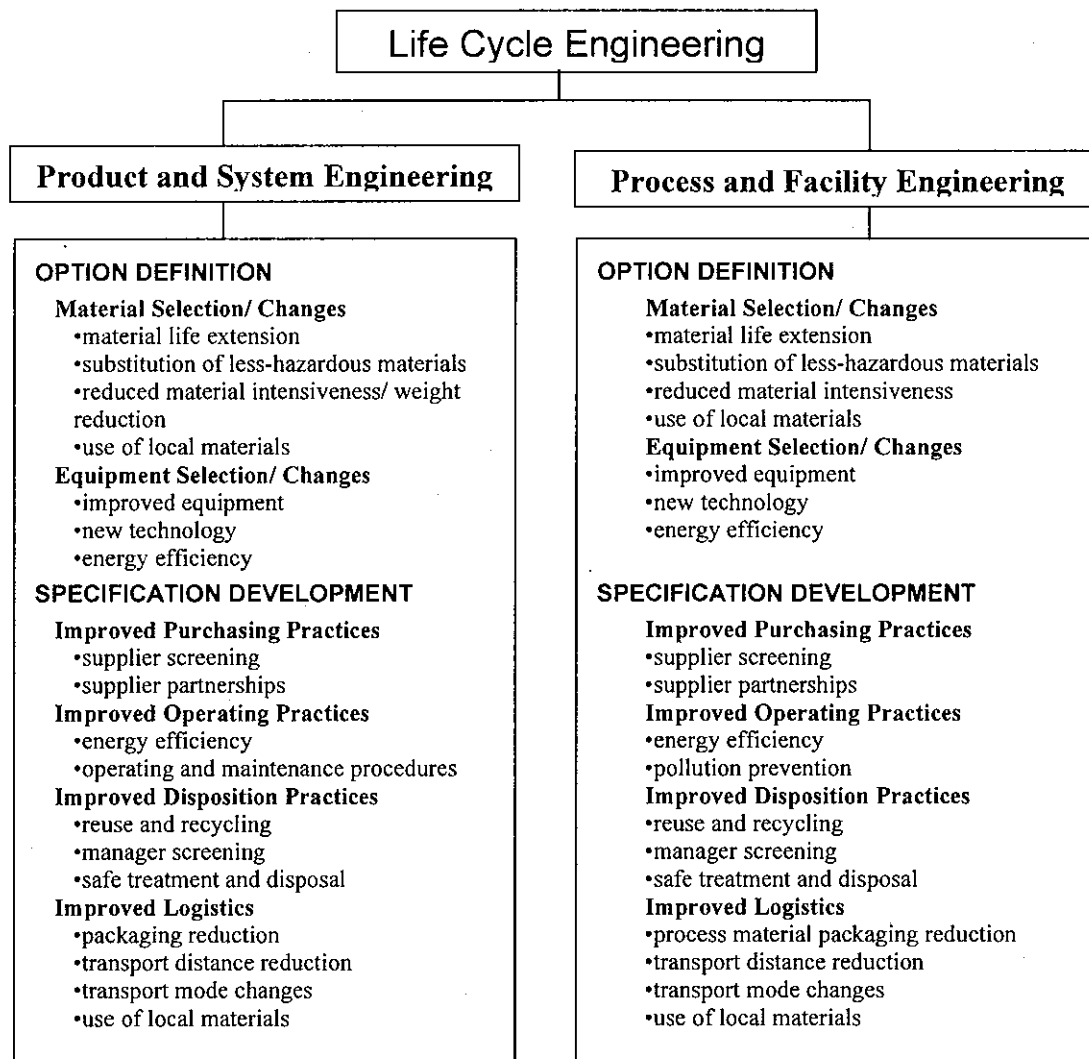 Life Cycle Engineering
Product and System Engineering
OPTION DEFINITION
Material Selection/ Changes
•material life extension
•substitution of less-hazardous materials
•reduced material intensiveness/ weight
reduction
•use of local materials
Equipment Selection/ Changes
•improved equipment
•new technology
•energy efficiency
SPECIFICATION DEVELOPMENT
Improved Purchasing Practices
•supplier screening
•supplier partnerships
Improved Operating Practices
•energy efficiency
•operating and maintenance procedures
Improved Disposition Practices
•reuse and recycling
•manager screening
•safe treatment and disposal
Improved Logistics
•packaging reduction
•transport distance reduction
•transport mode changes
•use of local materials
Process and Facility Engineering
OPTION DEFINITION
Material Selection/ Changes
•material life extension
•substitution of less-hazardous materials
•reduced material intensiveness
•use of local materials
Equipment Selection/ Changes
•improved equipment
•new technology
•energy efficiency
SPECIFICATION DEVELOPMENT
Improved Purchasing Practices
•supplier screening
•supplier partnerships
Improved Operating Practices
•energy efficiency
•pollution prevention
Improved Disposition Practices
•reuse and recycling
•manager screening
•safe treatment and disposal
Improved Logistics
•process material packaging reduction
•transport distance reduction
•transport mode changes
•use of local materials